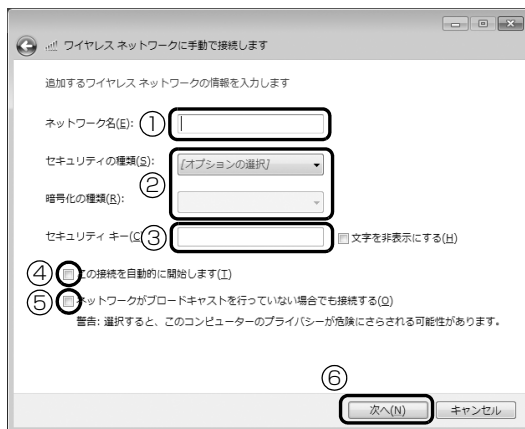 ワイヤレス ネットワークに手動で接続します
追加するワイヤレス ネットワークの情報を入力します
ネットワーク名(E): ①
セキュリティの種類(S): [オプションの選択]
②
暗号化の種類(R):
セキュリティ キー(C ③ 文字を非表示にする(H)
④ この接続を自動的に開始します(T)
⑤ ネットワークがブロードキャストを行っていない場合でも接続する(O)
警告: 選択すると、このコンピューターのプライバシーが危険にさらされる可能性があります。
⑥
次へ(N) キャンセル